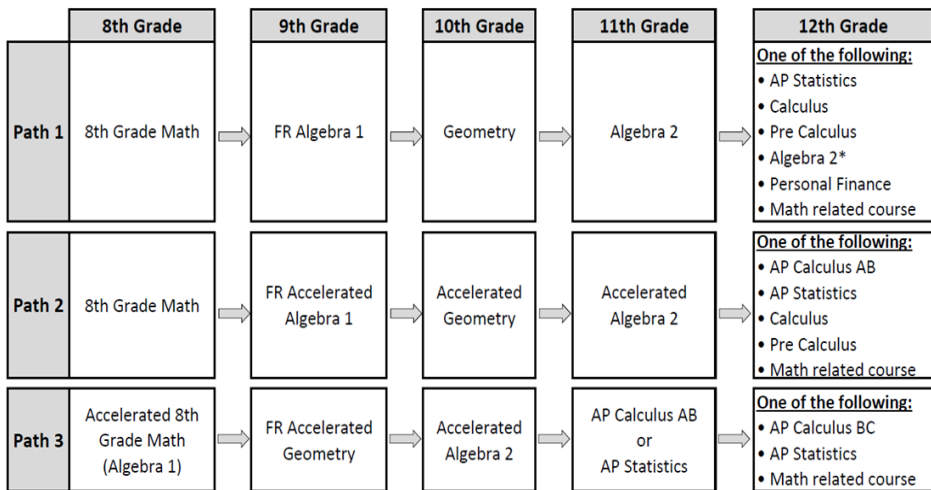 8th Grade 9th Grade 10th Grade 11th Grade 12th Grade
Path 1
8th Grade Math
FR Algebra 1
Geometry
Algebra 2
One of the following:
• AP Statistics
• Calculus
• Pre Calculus
• Algebra 2*
• Personal Finance
• Math related course
Path 2
8th Grade Math
FR Accelerated
Algebra 1
Accelerated
Geometry
Accelerated
Algebra 2
One of the following:
• AP Calculus AB
• AP Statistics
• Calculus
• Pre Calculus
• Math related course
Path 3
Accelerated 8th
Grade Math
(Algebra 1)
FR Accelerated
Geometry
Accelerated
Algebra 2
AP Calculus AB
or
AP Statistics
One of the following:
• AP Calculus BC
• AP Statistics
• Math related course